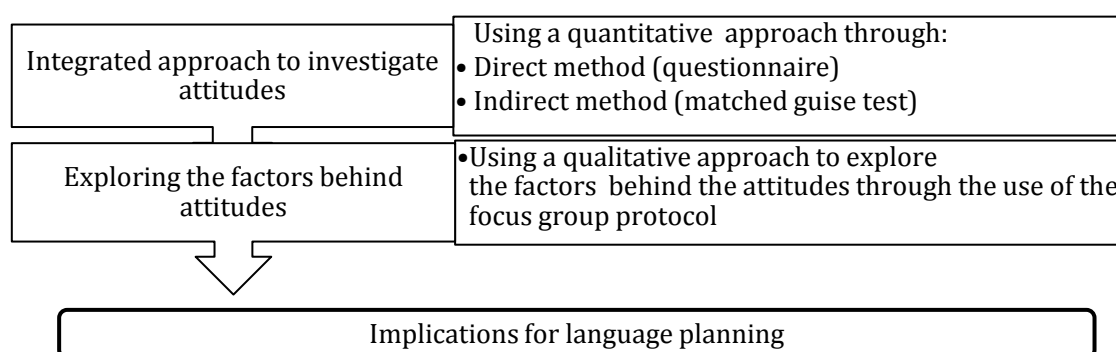 Integrated approach to investigate
attitudes
Using a quantitative approach through:
• Direct method (questionnaire)
• Indirect method (matched guise test)
Exploring the factors behind
attitudes
•Using a qualitative approach to explore
the factors behind the attitudes through the use of the
focus group protocol
Implications for language planning